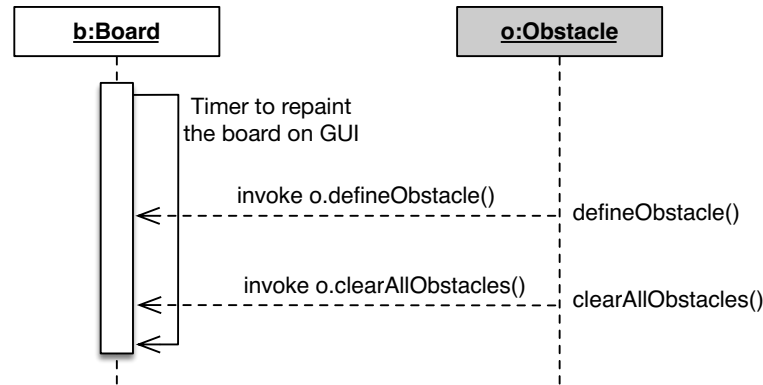 b:Board
o:Obstacle
Timer to repaint
the board on GUI
invoke o.defineObstacle()
defineObstacle()
invoke o.clearAllObstacles()
clearAllObstacles()